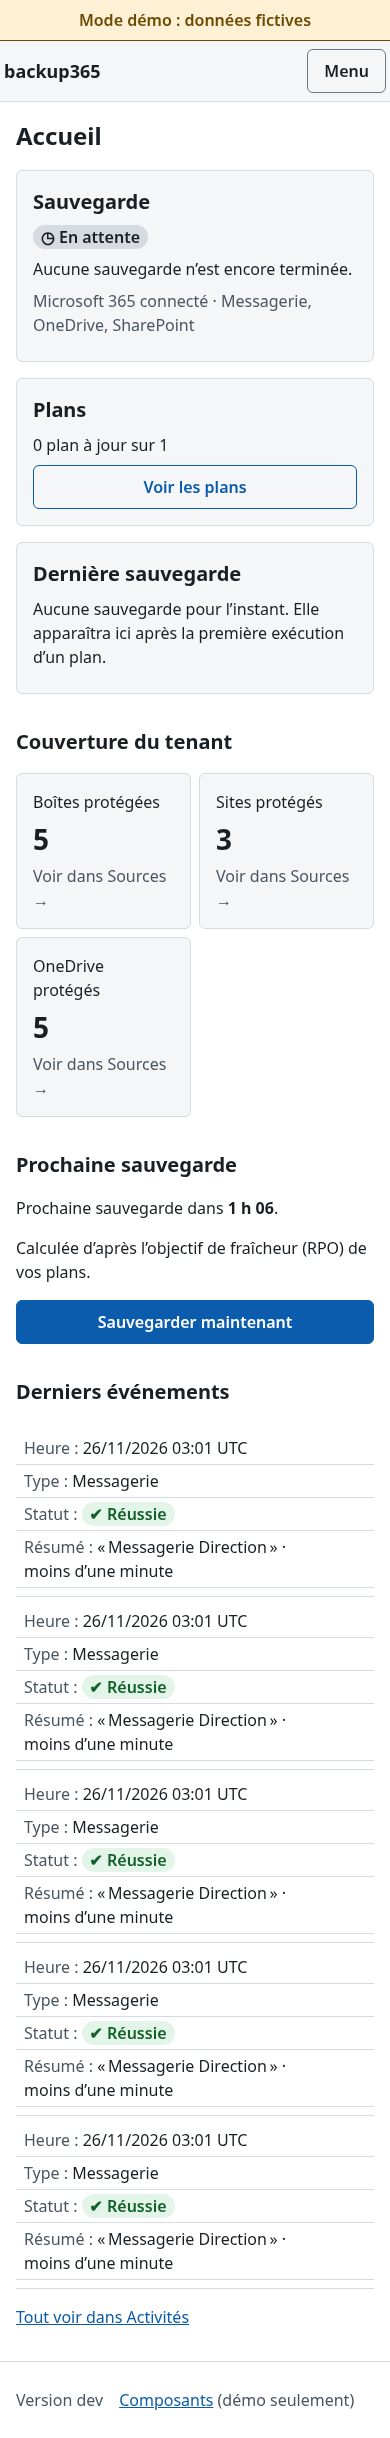 Mode démo : données fictives
backup365
Menu
Accueil
Sauvegarde
◷ En attente
Aucune sauvegarde n’est encore terminée.
Microsoft 365 connecté · Messagerie,
OneDrive, SharePoint
Plans
0 plan à jour sur 1
Voir les plans
Dernière sauvegarde
Aucune sauvegarde pour l’instant. Elle
apparaîtra ici après la première exécution
d’un plan.
Couverture du tenant
Boîtes protégées
5
Voir dans Sources
→
Sites protégés
3
Voir dans Sources
→
OneDrive
protégés
5
Voir dans Sources
→
Prochaine sauvegarde
Prochaine sauvegarde dans 1 h 06.
Calculée d’après l’objectif de fraîcheur (RPO) de
vos plans.
Sauvegarder maintenant
Derniers événements
Heure : 26/11/2026 03:01 UTC
Type : Messagerie
Statut : ✔ Réussie
Résumé : « Messagerie Direction » ·
moins d’une minute
Heure : 26/11/2026 03:01 UTC
Type : Messagerie
Statut : ✔ Réussie
Résumé : « Messagerie Direction » ·
moins d’une minute
Heure : 26/11/2026 03:01 UTC
Type : Messagerie
Statut : ✔ Réussie
Résumé : « Messagerie Direction » ·
moins d’une minute
Heure : 26/11/2026 03:01 UTC
Type : Messagerie
Statut : ✔ Réussie
Résumé : « Messagerie Direction » ·
moins d’une minute
Heure : 26/11/2026 03:01 UTC
Type : Messagerie
Statut : ✔ Réussie
Résumé : « Messagerie Direction » ·
moins d’une minute
Tout voir dans Activités
Version dev Composants (démo seulement)